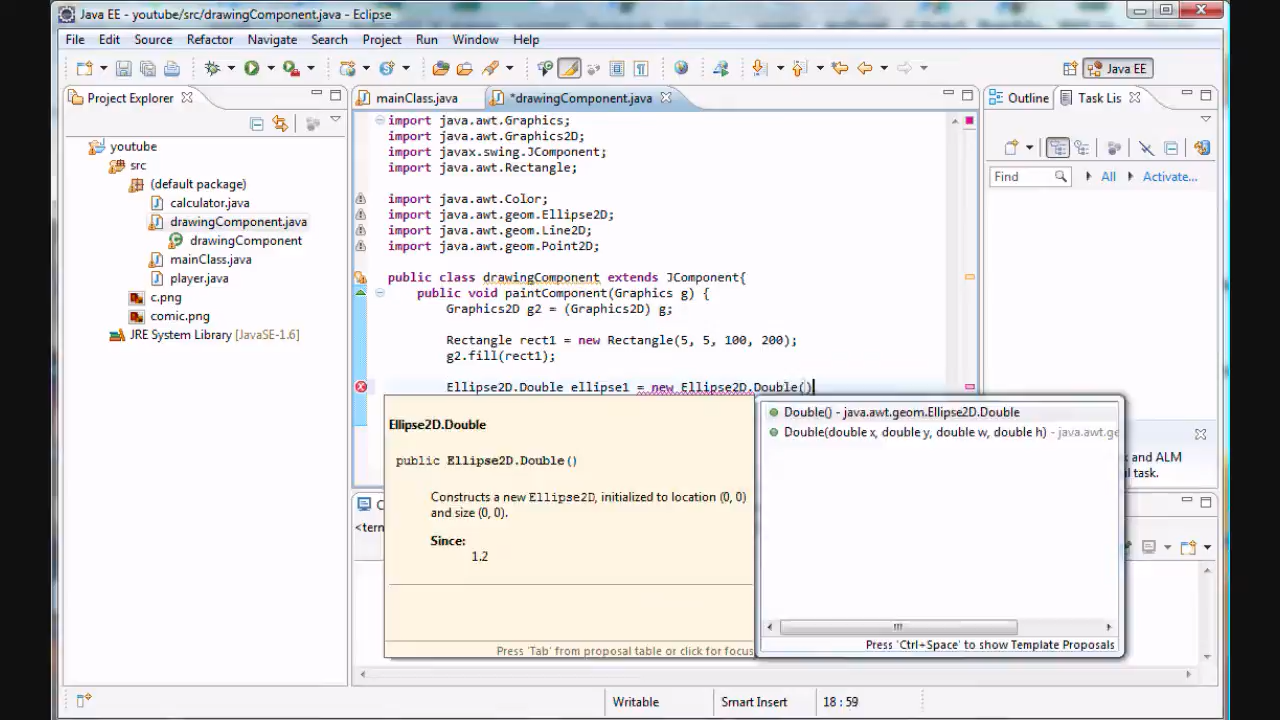 Java EE - youtube/src/drawingComponent.java - Eclipse
File Edit Source Refactor Navigate Search Project Run Window Help
Java EE
Project Explorer
mainClass.java
*drawingComponent.java
Outline
Task Lis
youtube
src
(default package)
calculator.java
drawingComponent.java
drawingComponent
mainClass.java
player.java
c.png
comic.png
JRE System Library [JavaSE-1.6]
import java.awt.Graphics;
import java.awt.Graphics2D;
import javax.swing.JComponent;
import java.awt.Rectangle;
import java.awt.Color;
import java.awt.geom.Ellipse2D;
import java.awt.geom.Line2D;
import java.awt.geom.Point2D;
public class drawingComponent extends JComponent{
public void paintComponent(Graphics g) {
Graphics2D g2 = (Graphics2D) g;
Rectangle rect1 = new Rectangle(5, 5, 100, 200);
g2.fill(rect1);
Ellipse2D.Double ellipse1 = new Ellipse2D.Double()
Find
All
Activate...
Ellipse2D.Double
public Ellipse2D.Double()
Constructs a new Ellipse2D, initialized to location (0, 0)
and size (0, 0).
Since:
1.2
Press 'Tab' from proposal table or click for focus
Double() - java.awt.geom.Ellipse2D.Double
Double(double x, double y, double w, double h) - java.awt.ge
Press 'Ctrl+Space' to show Template Proposals
x and ALM
l task.
C
<tern
Writable
Smart Insert
18 : 59